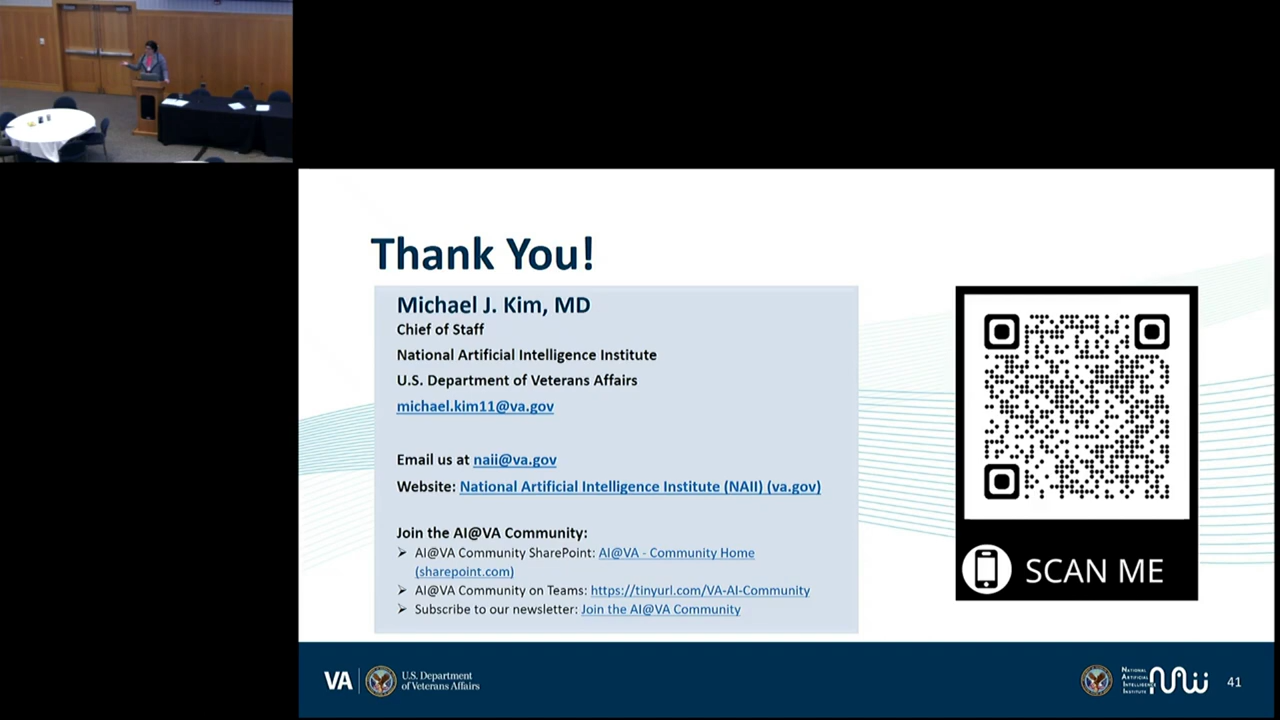 Thank You!
Michael J. Kim, MD
Chief of Staff
National Artificial Intelligence Institute
U.S. Department of Veterans Affairs
michael.kim11@va.gov
Email us at naii@va.gov
Website: National Artificial Intelligence Institute (NAII) (va.gov)
Join the AI@VA Community:
➢ AI@VA Community SharePoint: AI@VA - Community Home
(sharepoint.com)
➢ AI@VA Community on Teams: https://tinyurl.com/VA-AI-Community
➢ Subscribe to our newsletter: Join the AI@VA Community
SCAN ME
VA
U.S. Department
of Veterans Affairs
National
Artificial
Intelligence
Institute
41